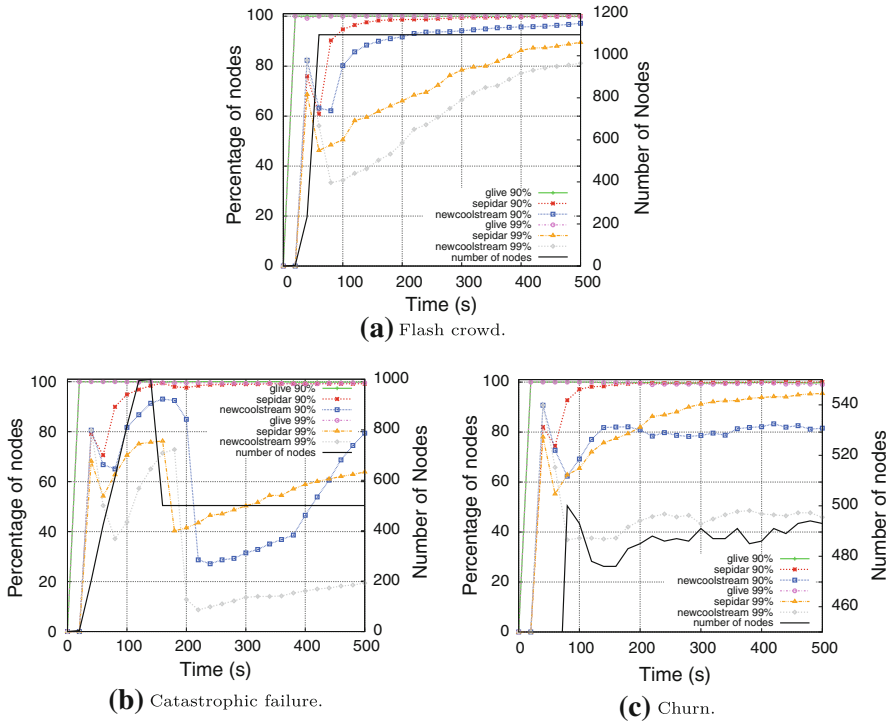 Percentage of nodes
100
80
60
40
20
0
1200
1000
800
600
400
200
0
Number of Nodes
glive 90%
sepidar 90%
newcoolstream 90%
glive 99%
sepidar 99%
newcoolstream 99%
number of nodes
0 100 200 300 400 500
Time (s)
(a) Flash crowd.
Percentage of nodes
100
80
60
40
20
0
1000
800
600
400
200
0
Number of Nodes
glive 90%
sepidar 90%
newcoolstream 90%
glive 99%
sepidar 99%
newcoolstream 99%
number of nodes
0 100 200 300 400 500
Time (s)
(b) Catastrophic failure.
Percentage of nodes
100
80
60
40
20
0
540
520
500
480
460
Number of Nodes
glive 90%
sepidar 90%
newcoolstream 90%
glive 99%
sepidar 99%
newcoolstream 99%
number of nodes
0 100 200 300 400 500
Time (s)
(c) Churn.